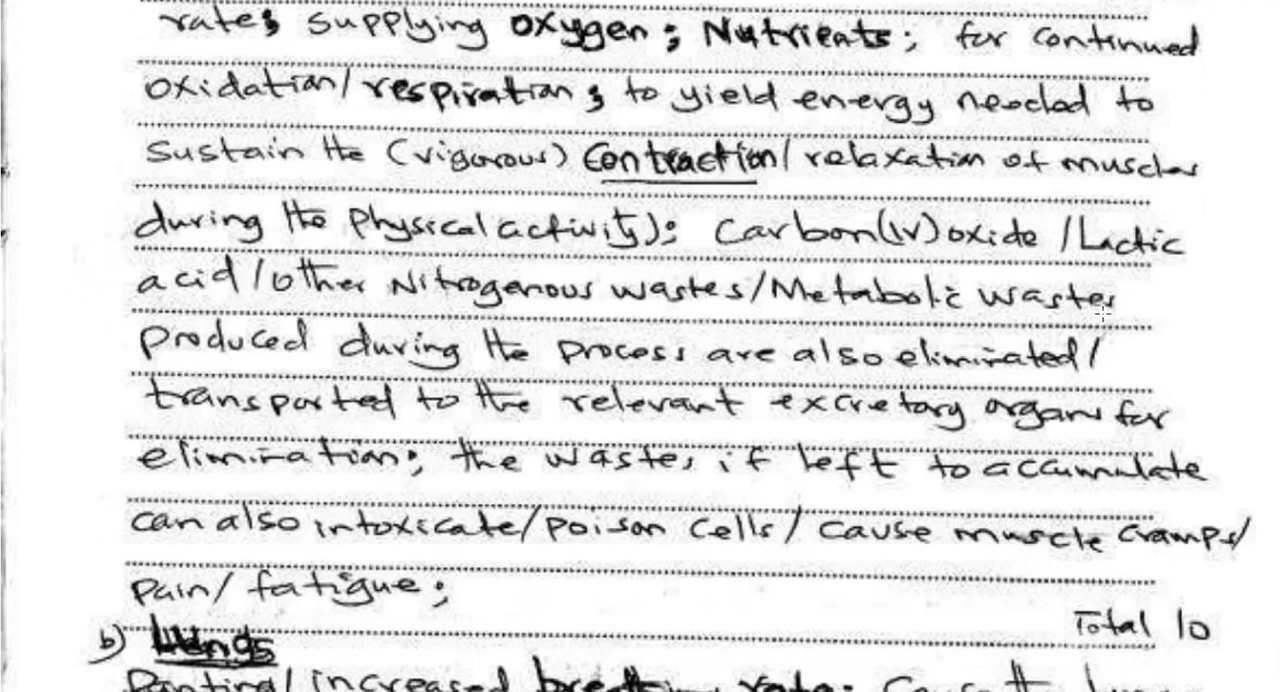 rate; supplying oxygen; Nutrients; for continued
oxidation/respiration; to yield energy needed to
sustain the (vigorous) contraction/relaxation of muscles
during the physical activity); Carbon(IV)oxide/Lactic
acid/other Nitrogenous wastes/Metabolic wastes
produced during the process are also eliminated/
transported to the relevant excretory organs for
elimination; the wastes if left to accumulate
can also intoxicate/poison cells/cause muscle cramps/
pain/fatigue;
Total 10
b) Lungs
Panting/increased breathing rate; Cause the